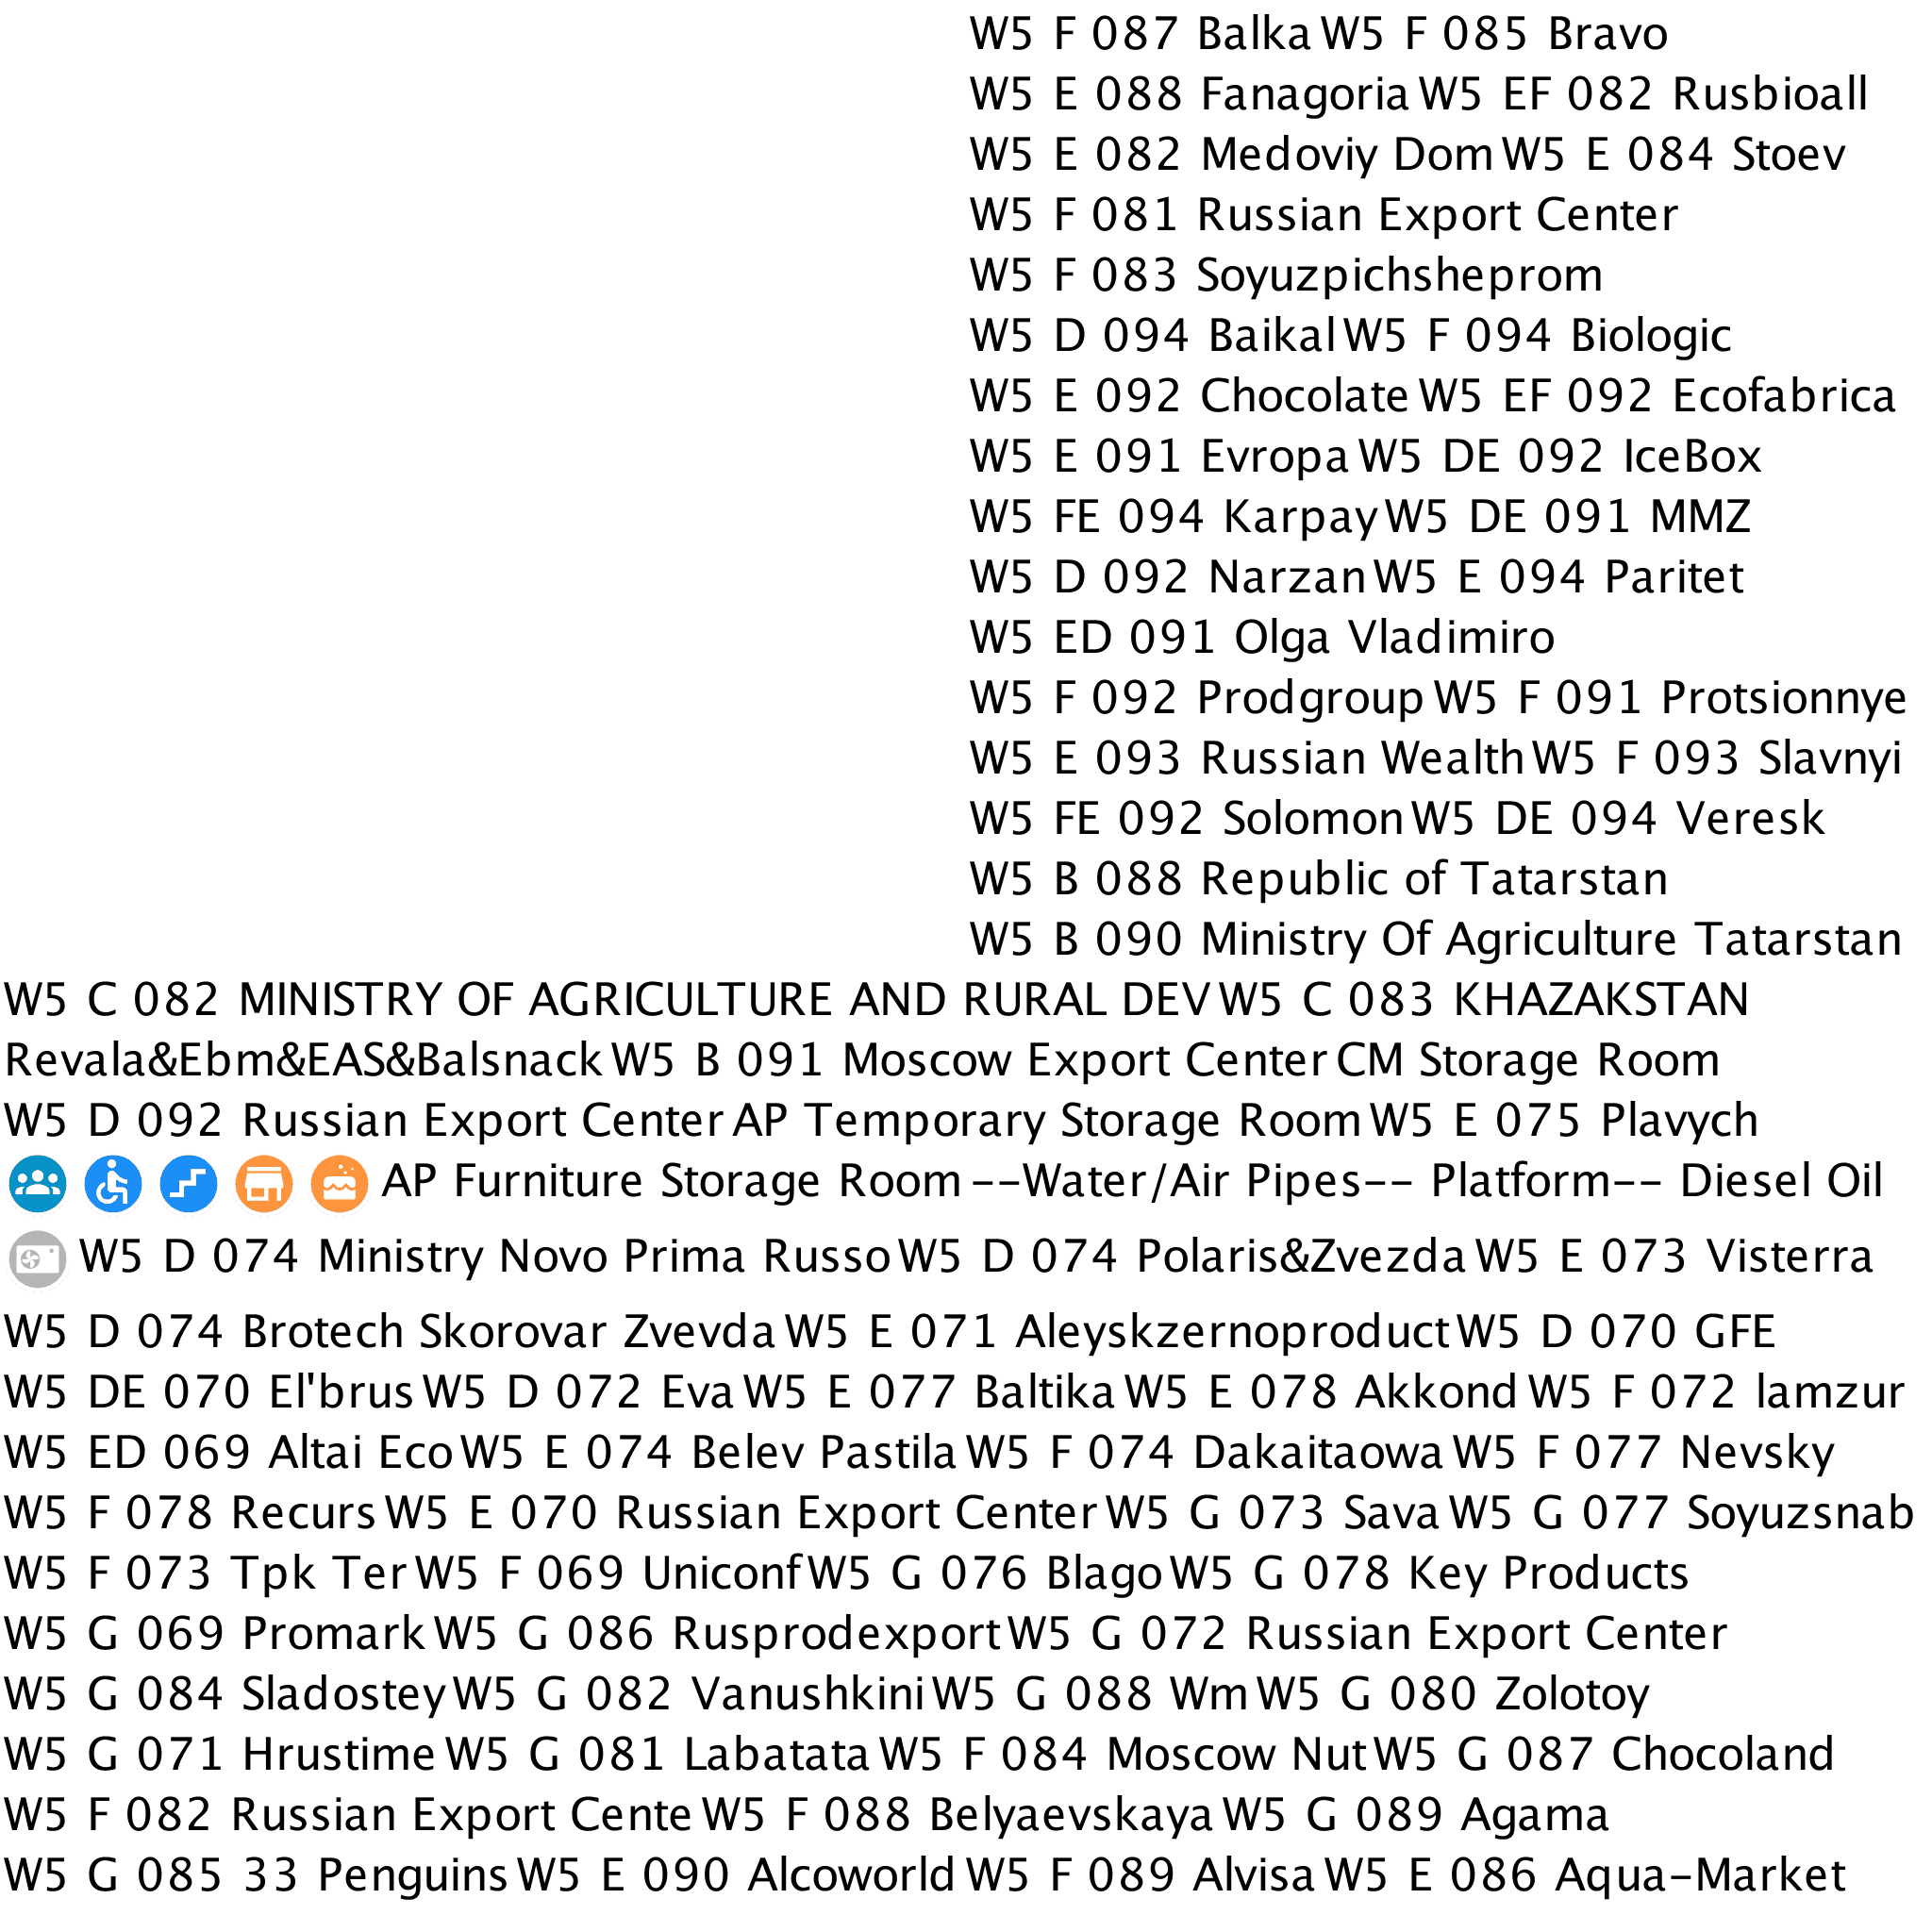 W5 F 087 Balka W5 F 085 Bravo
W5 E 088 Fanagoria W5 EF 082 Rusbioall
W5 E 082 Medoviy Dom W5 E 084 Stoev
W5 F 081 Russian Export Center
W5 F 083 Soyuzpichsheprom
W5 D 094 Baikal W5 F 094 Biologic
W5 E 092 Chocolate W5 EF 092 Ecofabrica
W5 E 091 Evropa W5 DE 092 IceBox
W5 FE 094 Karpay W5 DE 091 MMZ
W5 D 092 Narzan W5 E 094 Paritet
W5 ED 091 Olga Vladimiro
W5 F 092 Prodgroup W5 F 091 Protsionnye
W5 E 093 Russian Wealth W5 F 093 Slavnyi
W5 FE 092 Solomon W5 DE 094 Veresk
W5 B 088 Republic of Tatarstan
W5 B 090 Ministry Of Agriculture Tatarstan
W5 C 082 MINISTRY OF AGRICULTURE AND RURAL DEV W5 C 083 KHAZAKSTAN
Revala&Ebm&EAS&Balsnack W5 B 091 Moscow Export Center CM Storage Room
W5 D 092 Russian Export Center AP Temporary Storage Room W5 E 075 Plavych
AP Furniture Storage Room --Water/Air Pipes-- Platform-- Diesel Oil
W5 D 074 Ministry Novo Prima Russo W5 D 074 Polaris&Zvezda W5 E 073 Visterra
W5 D 074 Brotech Skorovar Zvevda W5 E 071 Aleyskzernoproduct W5 D 070 GFE
W5 DE 070 El'brus W5 D 072 Eva W5 E 077 Baltika W5 E 078 Akkond W5 F 072 lamzur
W5 ED 069 Altai Eco W5 E 074 Belev Pastila W5 F 074 Dakaitaowa W5 F 077 Nevsky
W5 F 078 Recurs W5 E 070 Russian Export Center W5 G 073 Sava W5 G 077 Soyuzsnab
W5 F 073 Tpk Ter W5 F 069 Uniconf W5 G 076 Blago W5 G 078 Key Products
W5 G 069 Promark W5 G 086 Rusprodexport W5 G 072 Russian Export Center
W5 G 084 Sladostey W5 G 082 Vanushkini W5 G 088 Wm W5 G 080 Zolotoy
W5 G 071 Hrustime W5 G 081 Labatata W5 F 084 Moscow Nut W5 G 087 Chocoland
W5 F 082 Russian Export Cente W5 F 088 Belyaevskaya W5 G 089 Agama
W5 G 085 33 Penguins W5 E 090 Alcoworld W5 F 089 Alvisa W5 E 086 Aqua-Market